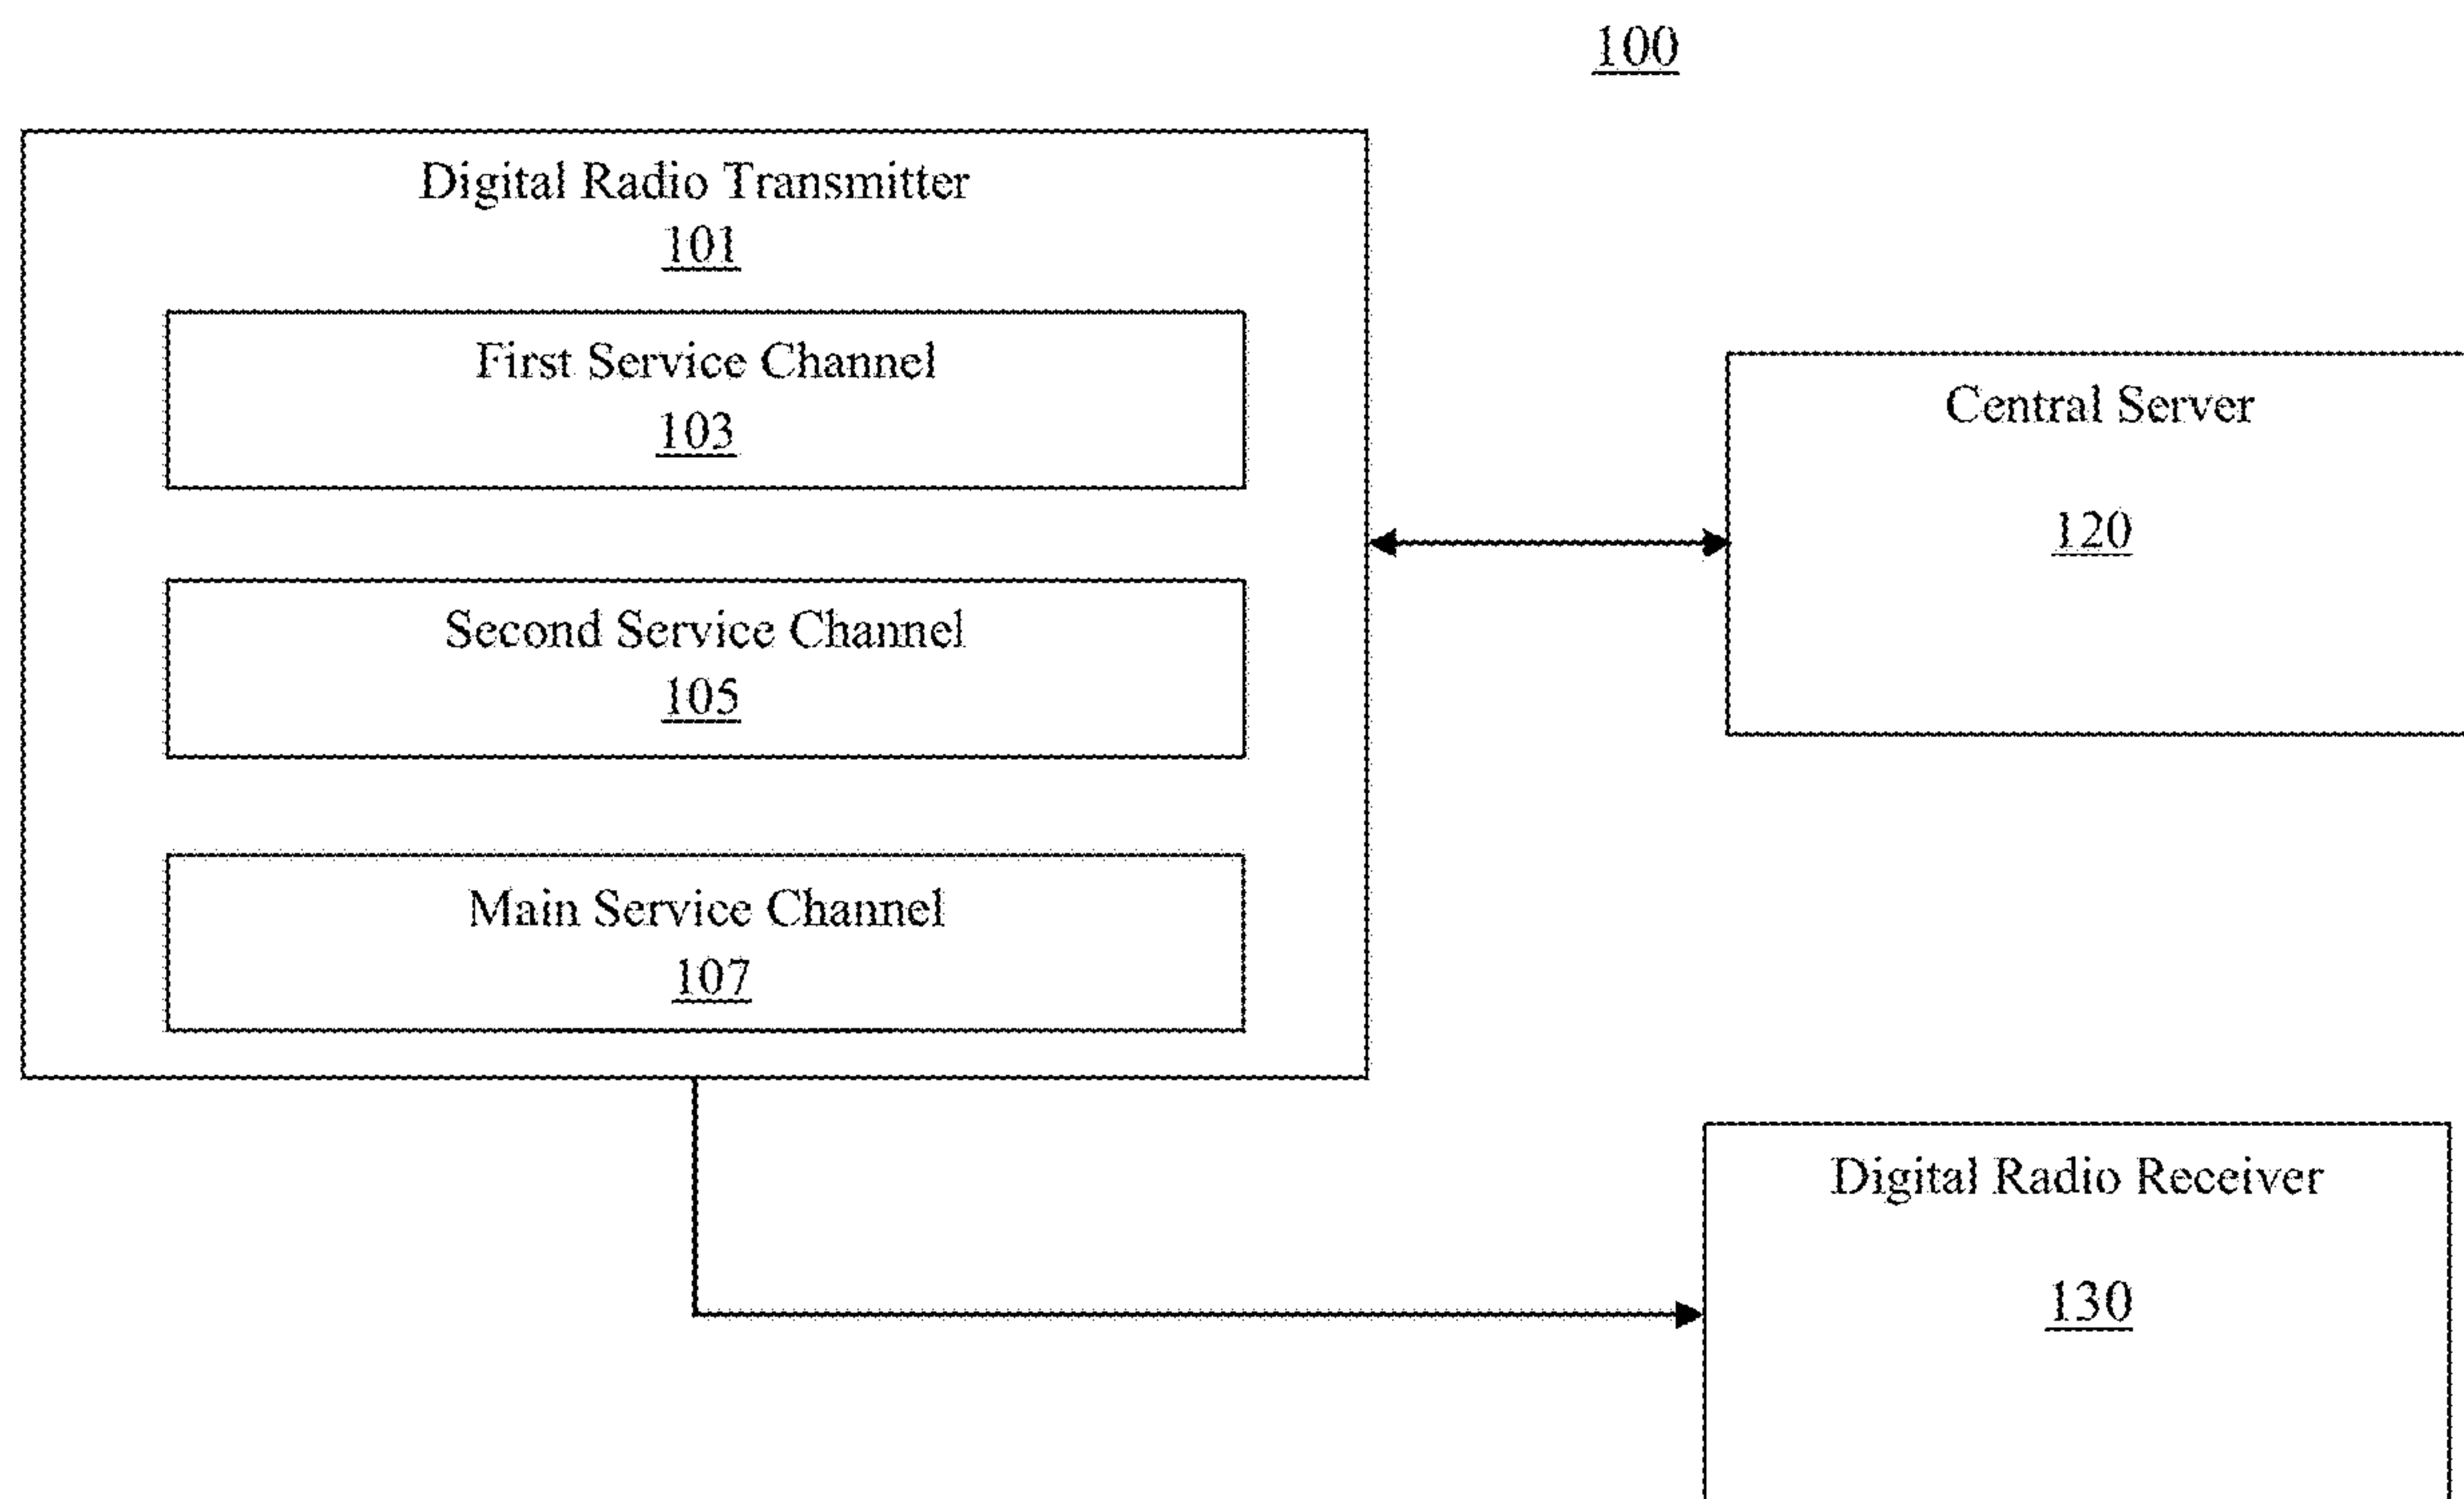 100
Digital Radio Transmitter
101
First Service Channel
103
Second Service Channel
105
Main Service Channel
107
Central Server
120
Digital Radio Receiver
130